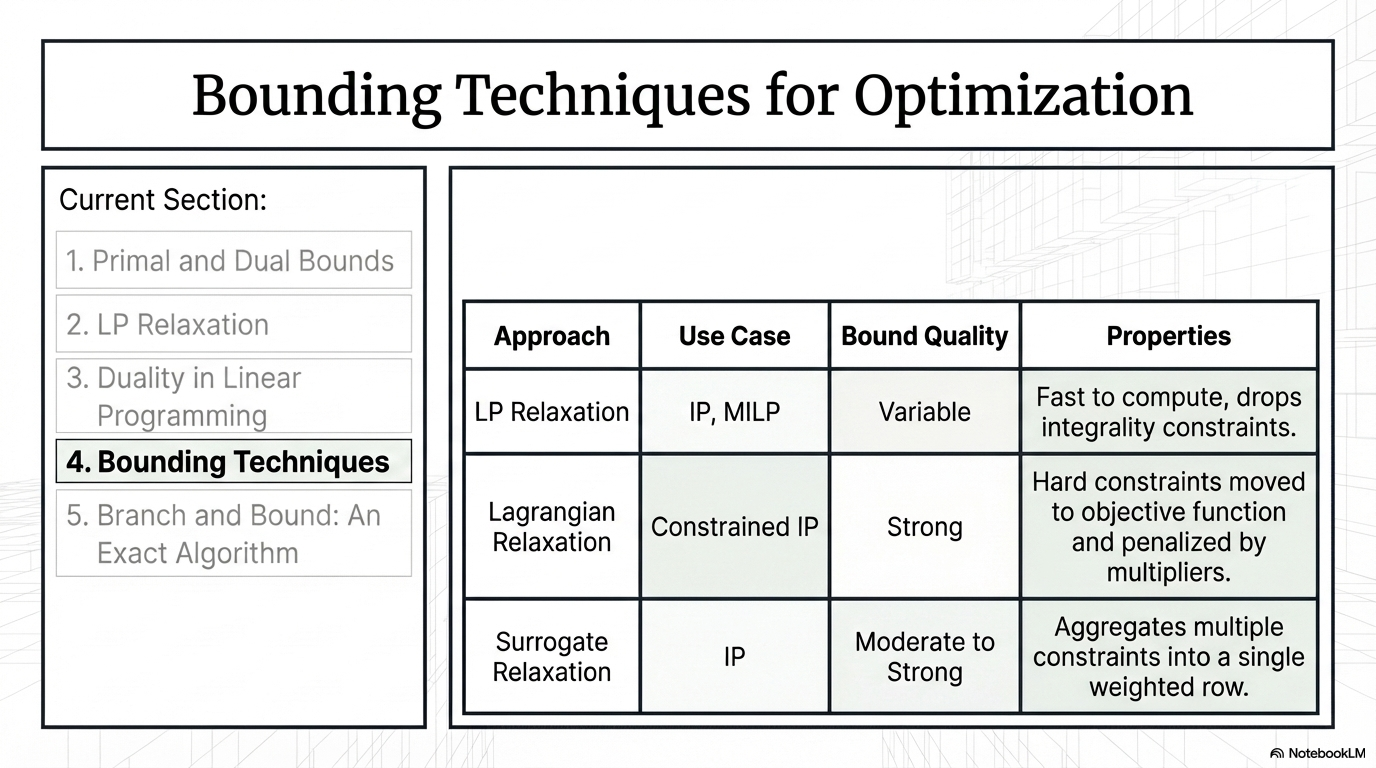 Bounding Techniques for Optimization
Current Section:
1. Primal and Dual Bounds
2. LP Relaxation
3. Duality in Linear
Programming
4. Bounding Techniques
5. Branch and Bound: An
Exact Algorithm
Approach
Use Case
Bound Quality
Properties
LP Relaxation
IP, MILP
Variable
Fast to compute, drops
integrality constraints.
Lagrangian
Relaxation
Constrained IP
Strong
Hard constraints moved
to objective function
and penalized by
multipliers.
Surrogate
Relaxation
IP
Moderate to
Strong
Aggregates multiple
constraints into a single
weighted row.
NotebookLM